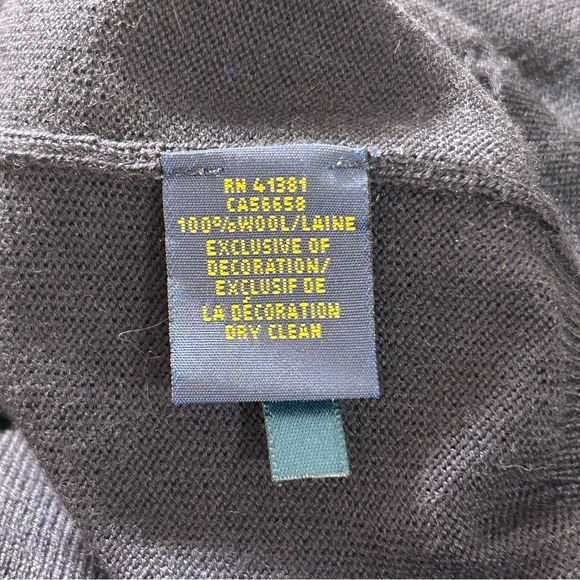 RN 41381
CA56658
100%WOOL/LAINE
EXCLUSIVE OF
DECORATION/
EXCLUSIF DE
LA DÉCORATION
DRY CLEAN